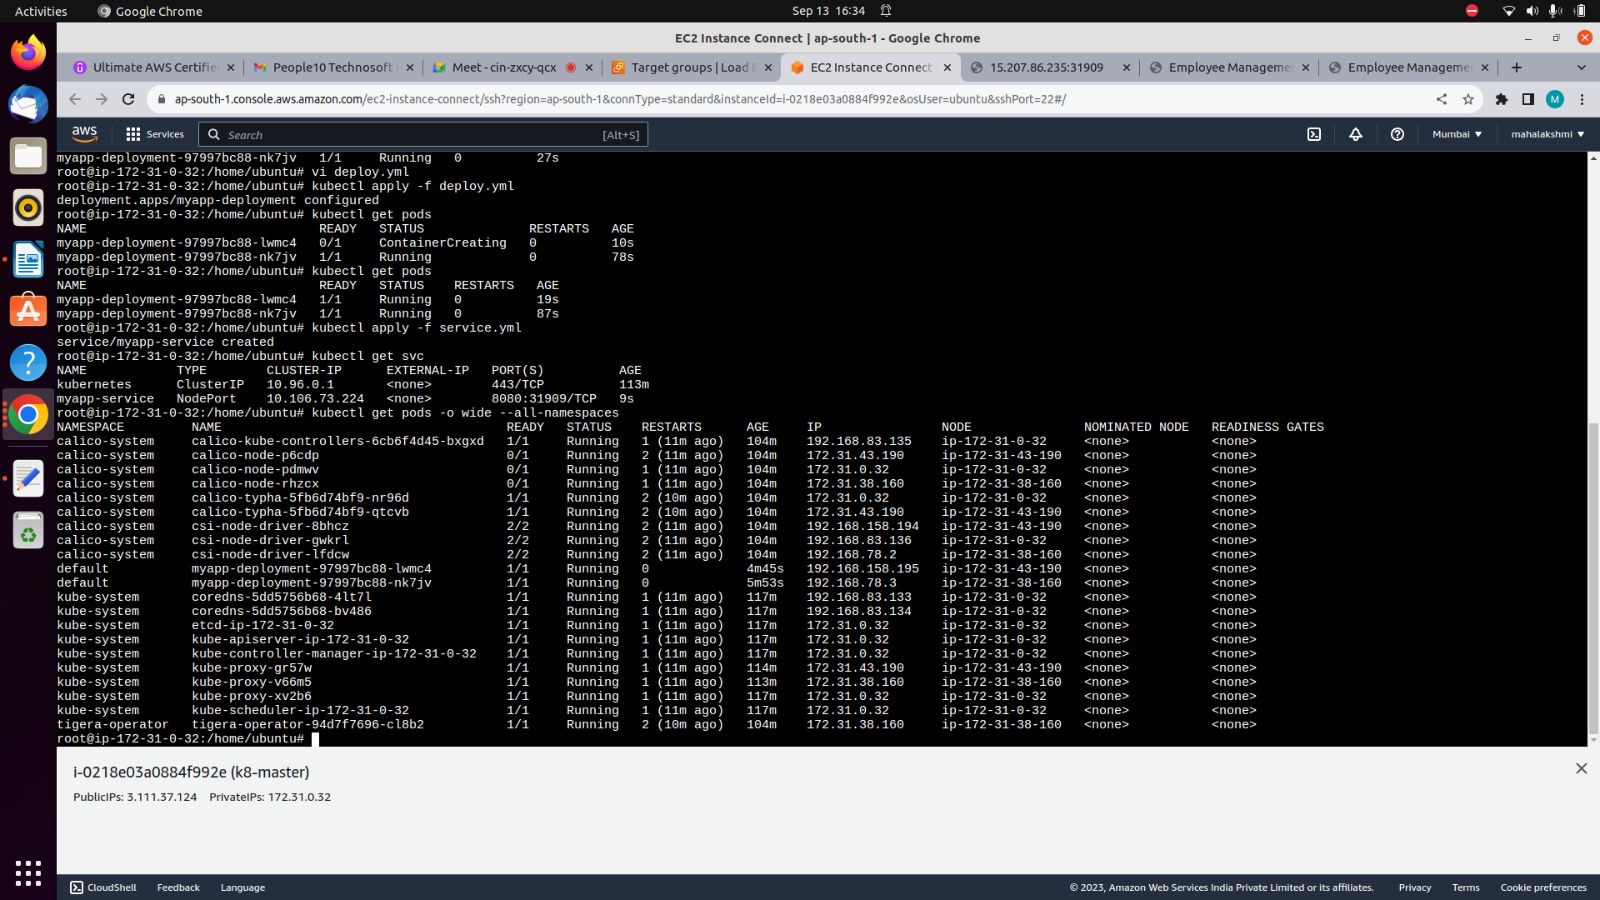 Activities Google Chrome Sep 13 16:34
EC2 Instance Connect | ap-south-1 - Google Chrome
Ultimate AWS Certifie People10 Technosoft Meet - cin-zxcy-qcx Target groups | Load EC2 Instance Connect 15.207.86.235:31909 Employee Manageme Employee Manageme
ap-south-1.console.aws.amazon.com/ec2-instance-connect/ssh?region=ap-south-1&connType=standard&instanceId=i-0218e03a0884f992e&osUser=ubuntu&sshPort=22#/ M
aws Services Search [Alt+S] Mumbai mahalakshmi
myapp-deployment-97997bc88-nk7jv 1/1 Running 0 27s
root@ip-172-31-0-32:/home/ubuntu# vi deploy.yml
root@ip-172-31-0-32:/home/ubuntu# kubectl apply -f deploy.yml
deployment.apps/myapp-deployment configured
root@ip-172-31-0-32:/home/ubuntu# kubectl get pods
NAME READY STATUS RESTARTS AGE
myapp-deployment-97997bc88-lwmc4 0/1 ContainerCreating 0 10s
myapp-deployment-97997bc88-nk7jv 1/1 Running 0 78s
root@ip-172-31-0-32:/home/ubuntu# kubectl get pods
NAME READY STATUS RESTARTS AGE
myapp-deployment-97997bc88-lwmc4 1/1 Running 0 19s
myapp-deployment-97997bc88-nk7jv 1/1 Running 0 87s
root@ip-172-31-0-32:/home/ubuntu# kubectl apply -f service.yml
service/myapp-service created
root@ip-172-31-0-32:/home/ubuntu# kubectl get svc
NAME TYPE CLUSTER-IP EXTERNAL-IP PORT(S) AGE
kubernetes ClusterIP 10.96.0.1 <none> 443/TCP 113m
myapp-service NodePort 10.106.73.224 <none> 8080:31909/TCP 9s
root@ip-172-31-0-32:/home/ubuntu# kubectl get pods -o wide --all-namespaces
NAMESPACE NAME READY STATUS RESTARTS AGE IP NODE NOMINATED NODE READINESS GATES
calico-system calico-kube-controllers-6cb6f4d45-bxgxd 1/1 Running 1 (11m ago) 104m 192.168.83.135 ip-172-31-0-32 <none> <none>
calico-system calico-node-p6cdp 0/1 Running 2 (11m ago) 104m 172.31.43.190 ip-172-31-43-190 <none> <none>
calico-system calico-node-pdmwv 0/1 Running 1 (11m ago) 104m 172.31.0.32 ip-172-31-0-32 <none> <none>
calico-system calico-node-rhzcx 0/1 Running 1 (11m ago) 104m 172.31.38.160 ip-172-31-38-160 <none> <none>
calico-system calico-typha-5fb6d74bf9-nr96d 1/1 Running 2 (10m ago) 104m 172.31.0.32 ip-172-31-0-32 <none> <none>
calico-system calico-typha-5fb6d74bf9-qtcvb 1/1 Running 2 (10m ago) 104m 172.31.43.190 ip-172-31-43-190 <none> <none>
calico-system csi-node-driver-8bhcz 2/2 Running 2 (11m ago) 104m 192.168.158.194 ip-172-31-43-190 <none> <none>
calico-system csi-node-driver-gwkrl 2/2 Running 2 (11m ago) 104m 192.168.83.136 ip-172-31-0-32 <none> <none>
calico-system csi-node-driver-lfdcw 2/2 Running 2 (11m ago) 104m 192.168.78.2 ip-172-31-38-160 <none> <none>
default myapp-deployment-97997bc88-lwmc4 1/1 Running 0 4m45s 192.168.158.195 ip-172-31-43-190 <none> <none>
default myapp-deployment-97997bc88-nk7jv 1/1 Running 0 5m53s 192.168.78.3 ip-172-31-38-160 <none> <none>
kube-system coredns-5dd5756b68-4lt7l 1/1 Running 1 (11m ago) 117m 192.168.83.133 ip-172-31-0-32 <none> <none>
kube-system coredns-5dd5756b68-bv486 1/1 Running 1 (11m ago) 117m 192.168.83.134 ip-172-31-0-32 <none> <none>
kube-system etcd-ip-172-31-0-32 1/1 Running 1 (11m ago) 117m 172.31.0.32 ip-172-31-0-32 <none> <none>
kube-system kube-apiserver-ip-172-31-0-32 1/1 Running 1 (11m ago) 117m 172.31.0.32 ip-172-31-0-32 <none> <none>
kube-system kube-controller-manager-ip-172-31-0-32 1/1 Running 1 (11m ago) 117m 172.31.0.32 ip-172-31-0-32 <none> <none>
kube-system kube-proxy-gr57w 1/1 Running 1 (11m ago) 114m 172.31.43.190 ip-172-31-43-190 <none> <none>
kube-system kube-proxy-v66m5 1/1 Running 1 (11m ago) 113m 172.31.38.160 ip-172-31-38-160 <none> <none>
kube-system kube-proxy-xv2b6 1/1 Running 1 (11m ago) 117m 172.31.0.32 ip-172-31-0-32 <none> <none>
kube-system kube-scheduler-ip-172-31-0-32 1/1 Running 1 (11m ago) 117m 172.31.0.32 ip-172-31-0-32 <none> <none>
tigera-operator tigera-operator-94d7f7696-cl8b2 1/1 Running 2 (10m ago) 104m 172.31.38.160 ip-172-31-38-160 <none> <none>
root@ip-172-31-0-32:/home/ubuntu#
i-0218e03a0884f992e (k8-master)
PublicIPs: 3.111.37.124 PrivateIPs: 172.31.0.32
CloudShell Feedback Language © 2023, Amazon Web Services India Private Limited or its affiliates. Privacy Terms Cookie preferences